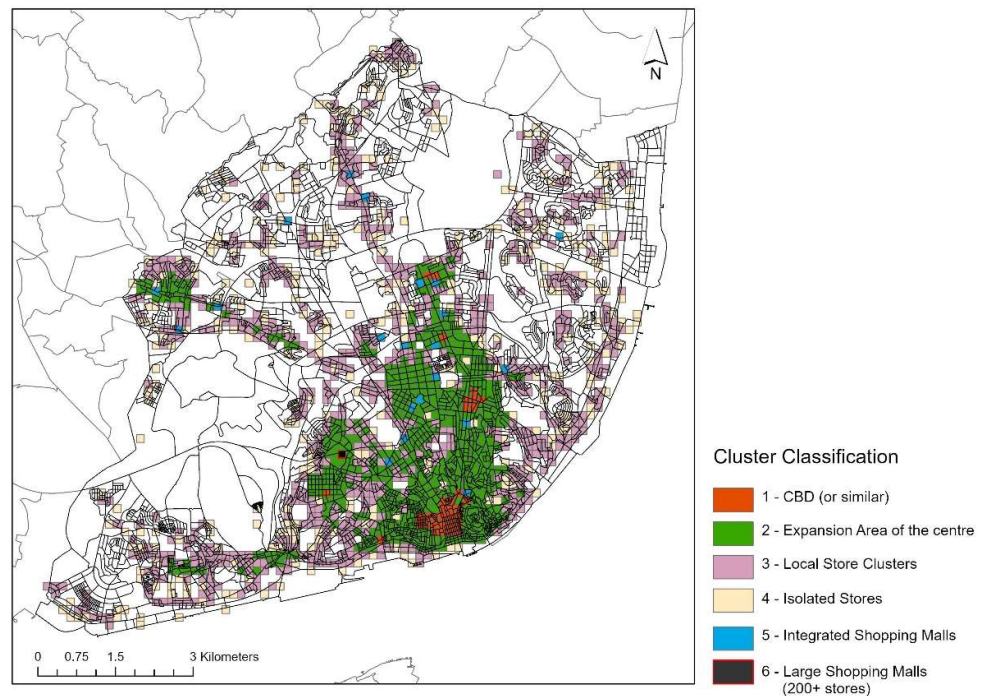 N
Cluster Classification
1 - CBD (or similar)
2 - Expansion Area of the centre
3 - Local Store Clusters
4 - Isolated Stores
5 - Integrated Shopping Malls
6 - Large Shopping Malls
(200+ stores)
0 0.75 1.5 3 Kilometers